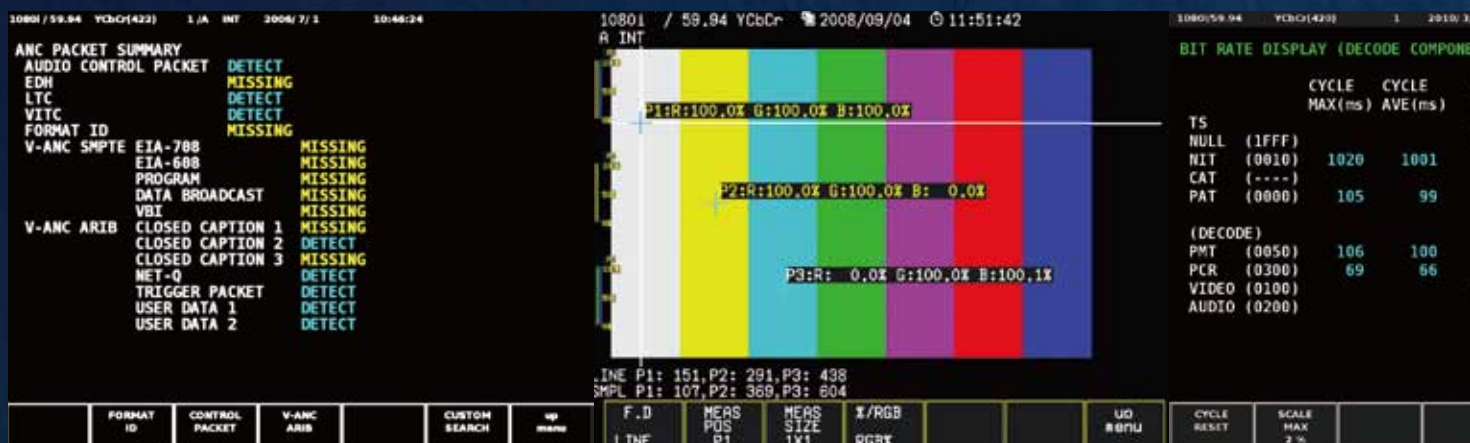 1080i / 59.94 YCbCr(422) 1 /A INT 2006/ 7/ 1 10:46:24
ANC PACKET SUMMARY
AUDIO CONTROL PACKET DETECT
EDH MISSING
LTC DETECT
VITC DETECT
FORMAT ID MISSING
V-ANC SMPTE EIA-708 MISSING
EIA-608 MISSING
PROGRAM MISSING
DATA BROADCAST MISSING
VBI MISSING
V-ANC ARIB CLOSED CAPTION 1 MISSING
CLOSED CAPTION 2 DETECT
CLOSED CAPTION 3 MISSING
NET-Q DETECT
TRIGGER PACKET DETECT
USER DATA 1 DETECT
USER DATA 2 DETECT
FORMAT ID
CONTROL PACKET
V-ANC ARIB
CUSTOM SEARCH
up menu
1080i / 59.94 YCbCr 2008/09/04 11:51:42
A INT
P1:R:100.0% G:100.0% B:100.0%
P2:R:100.0% G:100.0% B: 0.0%
P3:R: 0.0% G:100.0% B:100.1%
LINE P1: 151,P2: 291,P3: 438
SMPL P1: 107,P2: 369,P3: 604
F.D
LINE
MEAS POS P1
MEAS SIZE 1X1
%/RGB
RGB%
up menu
1080i/59.94 YCbCr(420) 1 2010/
BIT RATE DISPLAY (DECODE COMPONE
CYCLE CYCLE
MAX(ms) AVE(ms)
TS
NULL (1FFF)
NIT (0010) 1020 1001
CAT (----)
PAT (0000) 105 99
(DECODE)
PMT (0050) 106 100
PCR (0300) 69 66
VIDEO (0100)
AUDIO (0200)
CYCLE RESET
SCALE MAX 2 %